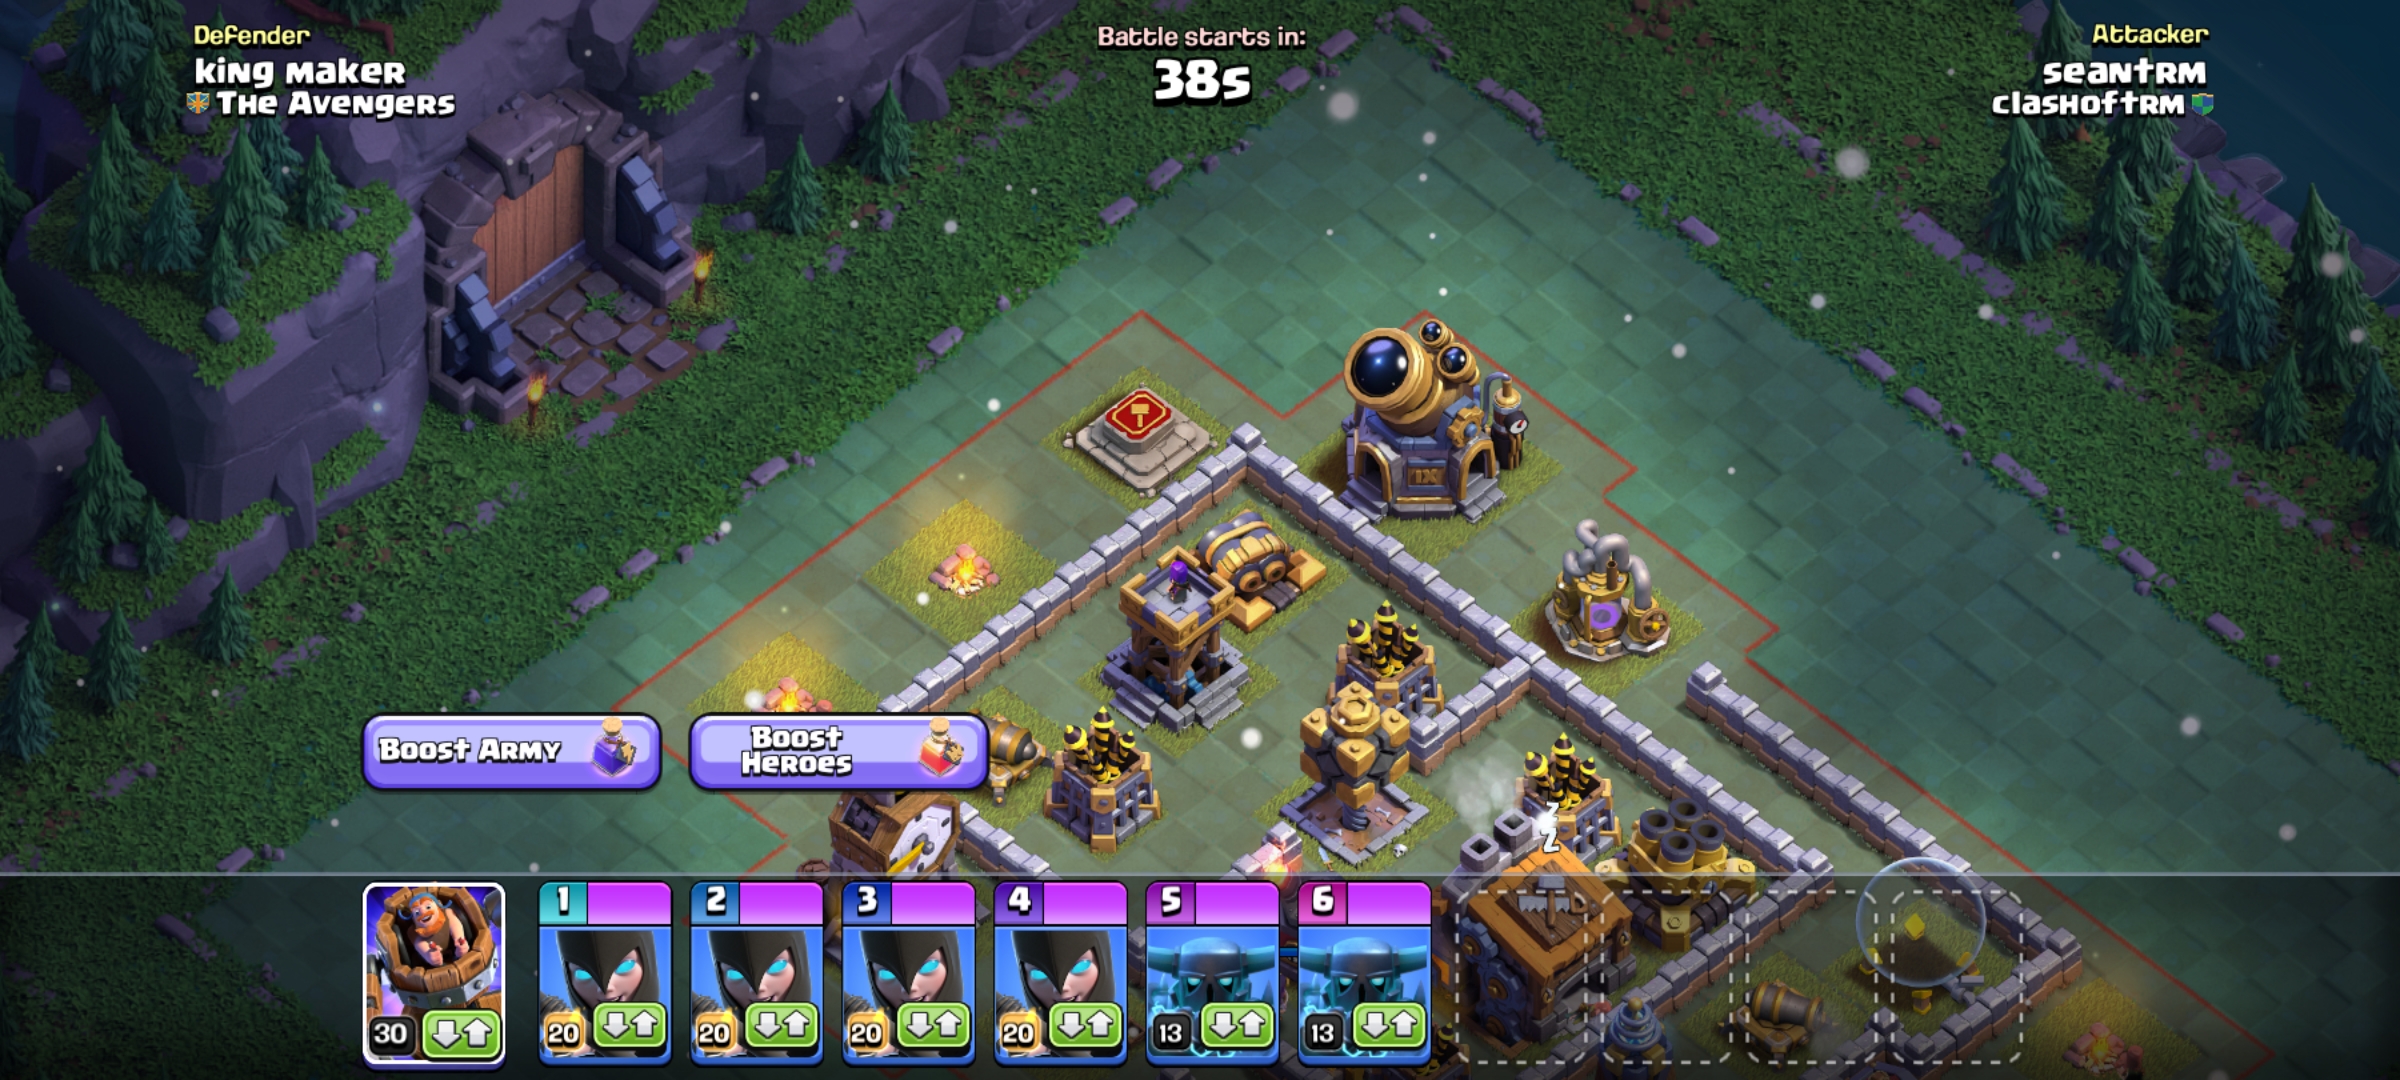 Defender
king maker
The Avengers
Battle starts in:
38s
Attacker
seantrm
clashoftrm
IX
Boost Army
Boost
Heroes
z
z
1
2
3
4
5
6
30
20
20
20
20
13
13